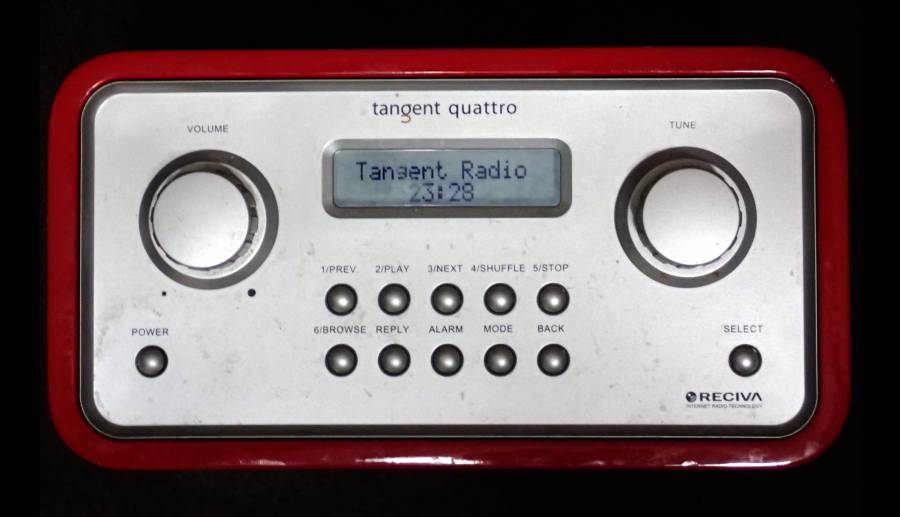 tangent quattro
VOLUME
TUNE
Tangent Radio
23:28
1/PREV. 2/PLAY 3/NEXT 4/SHUFFLE 5/STOP
6/BROWSE REPLY ALARM MODE BACK
POWER
SELECT
RECIVA
INTERNET RADIO TECHNOLOGY